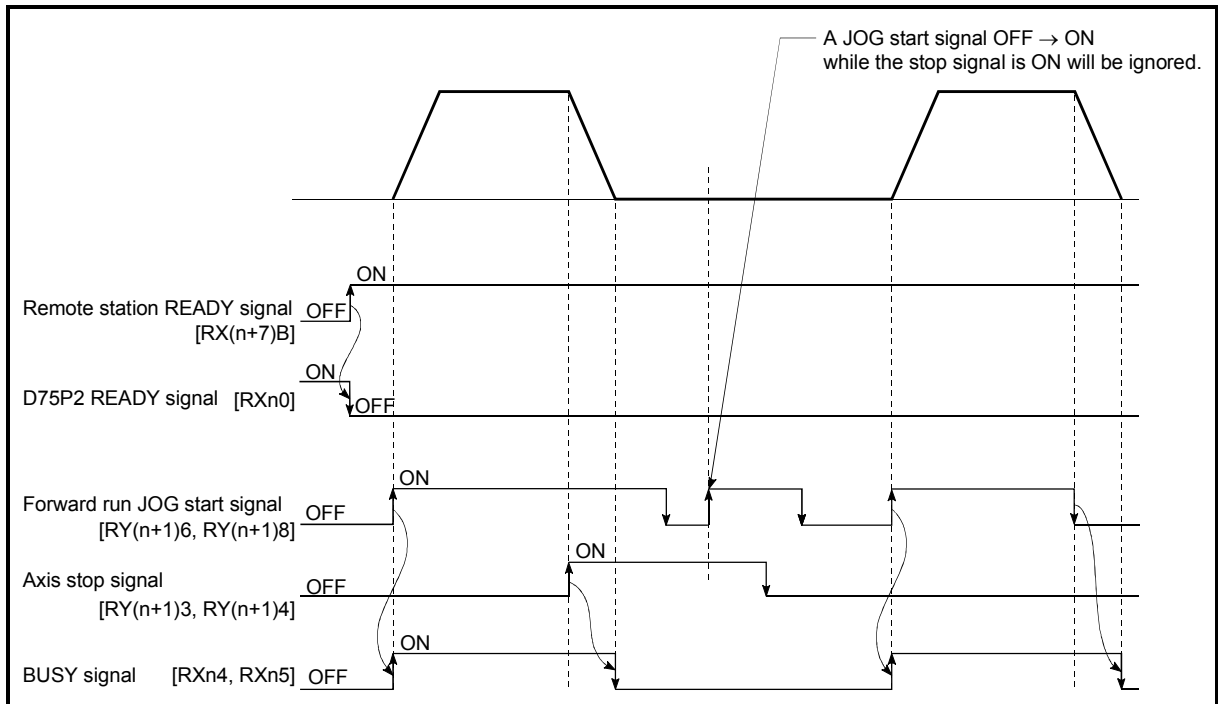 A JOG start signal OFF → ON
while the stop signal is ON will be ignored.
ON
Remote station READY signal OFF
[RX(n+7)B]
ON
D75P2 READY signal [RXn0]
OFF
ON
Forward run JOG start signal
OFF
[RY(n+1)6, RY(n+1)8]
ON
Axis stop signal
OFF
[RY(n+1)3, RY(n+1)4]
ON
BUSY signal [RXn4, RXn5] OFF